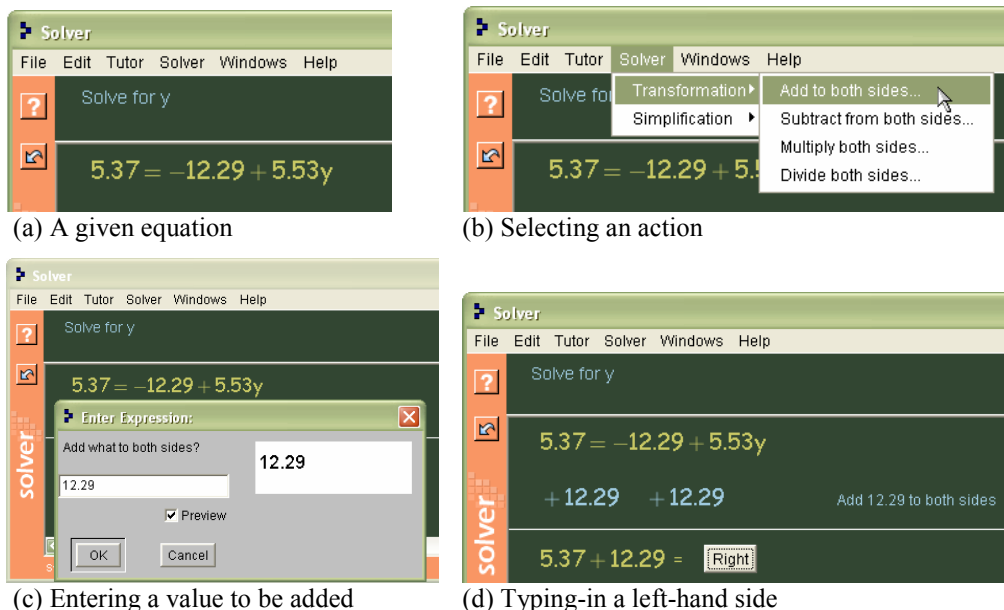 Solver
File Edit Tutor Solver Windows Help
?
Solve for y
5.37 = −12.29 + 5.53y
(a) A given equation
Solver
File Edit Tutor Solver Windows Help
?
Solve for
Transformation
Simplification
Add to both sides...
Subtract from both sides...
Multiply both sides...
Divide both sides...
5.37 = −12.29 + 5.
(b) Selecting an action
Solver
File Edit Tutor Solver Windows Help
?
Solve for y
5.37 = −12.29 + 5.53y
solver
Enter Expression:
Add what to both sides?
12.29
12.29
Preview
OK Cancel
(c) Entering a value to be added
Solver
File Edit Tutor Solver Windows Help
?
Solve for y
5.37 = −12.29 + 5.53y
+ 12.29 + 12.29 Add 12.29 to both sides
solver
5.37 + 12.29 = Right
(d) Typing-in a left-hand side